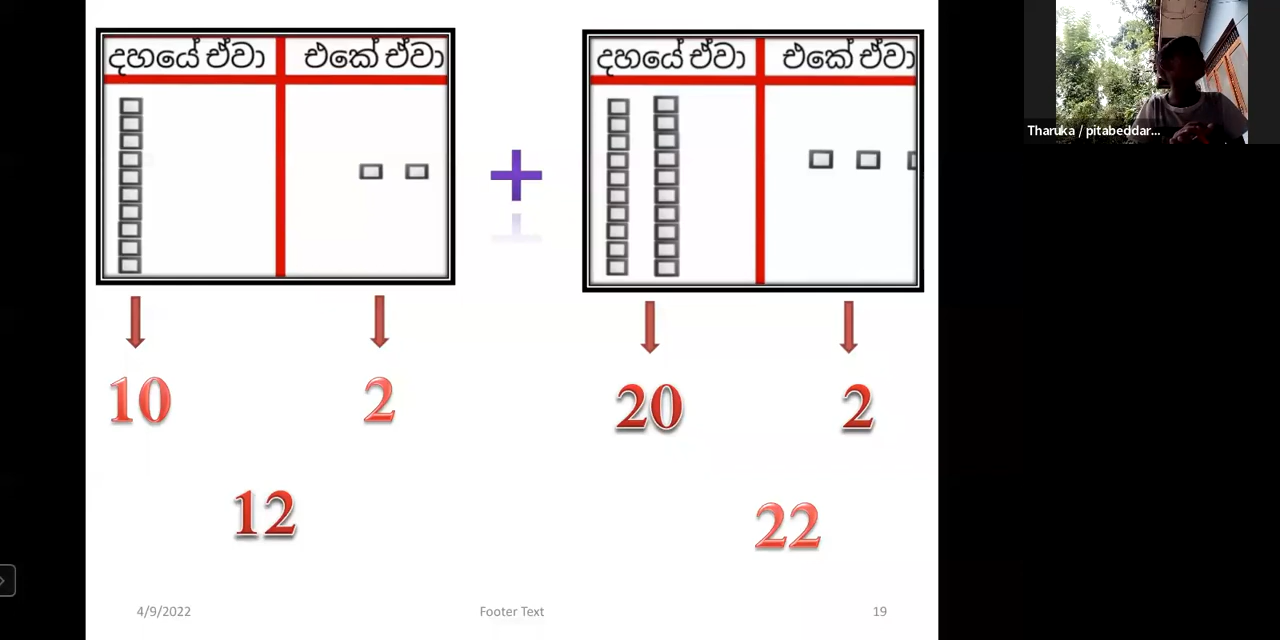 දහයේ ඒවා එකේ ඒවා
දහයේ ඒවා එකේ ඒවා
+
10 2
20 2
12
22
4/9/2022 Footer Text 19
Tharuka / pitabeddar...